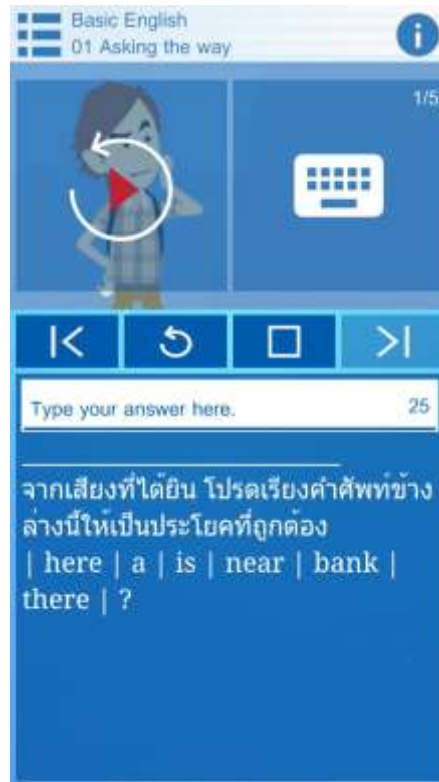 Basic English
01 Asking the way
1/5
Type your answer here.
25
จากเสียงที่ได้ยิน โปรดเรียงคำศัพท์ข้าง
ล่างนี้ให้เป็นประโยคที่ถูกต้อง
| here | a | is | near | bank |
there | ?